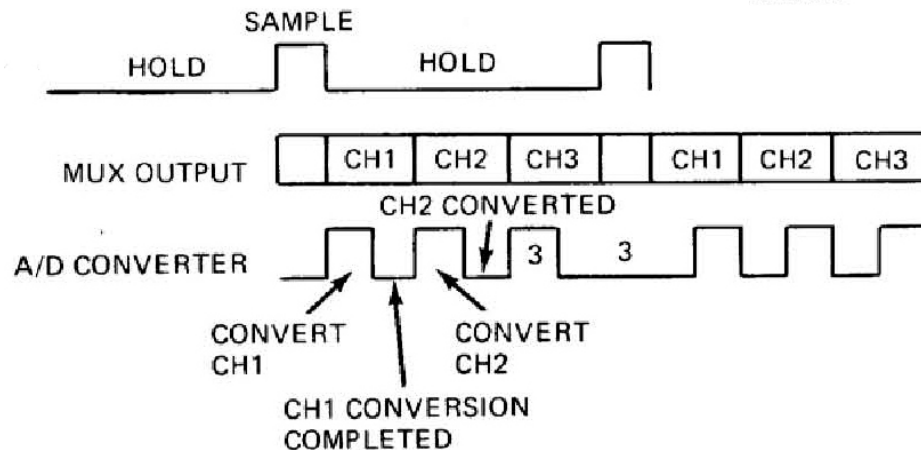 SAMPLE
HOLD
HOLD
MUX OUTPUT
CH1
CH2
CH3
CH1
CH2
CH3
CH2 CONVERTED
A/D CONVERTER
3
3
CONVERT
CH1
CONVERT
CH2
CH1 CONVERSION
COMPLETED